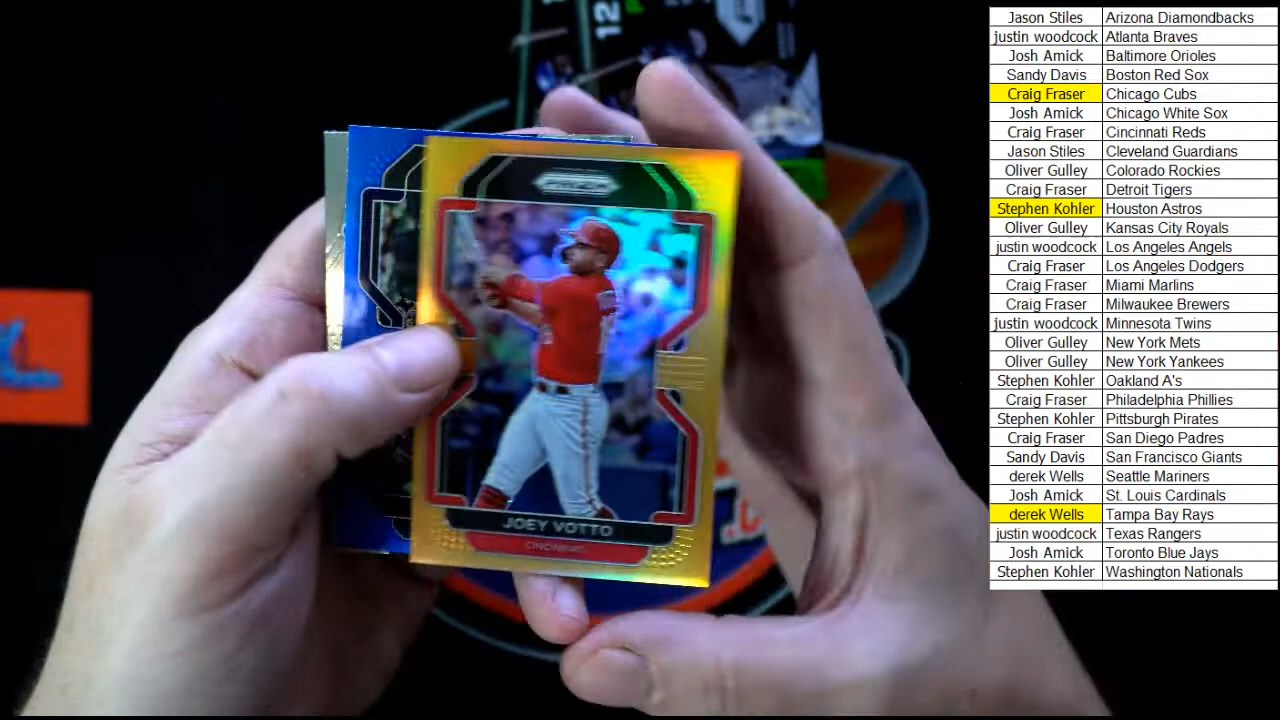 12
PRIZM
JOEY VOTTO
CINCINNATI
Jason Stiles Arizona Diamondbacks
justin woodcock Atlanta Braves
Josh Amick Baltimore Orioles
Sandy Davis Boston Red Sox
Craig Fraser Chicago Cubs
Josh Amick Chicago White Sox
Craig Fraser Cincinnati Reds
Jason Stiles Cleveland Guardians
Oliver Gulley Colorado Rockies
Craig Fraser Detroit Tigers
Stephen Kohler Houston Astros
Oliver Gulley Kansas City Royals
justin woodcock Los Angeles Angels
Craig Fraser Los Angeles Dodgers
Craig Fraser Miami Marlins
Craig Fraser Milwaukee Brewers
justin woodcock Minnesota Twins
Oliver Gulley New York Mets
Oliver Gulley New York Yankees
Stephen Kohler Oakland A's
Craig Fraser Philadelphia Phillies
Stephen Kohler Pittsburgh Pirates
Craig Fraser San Diego Padres
Sandy Davis San Francisco Giants
derek Wells Seattle Mariners
Josh Amick St. Louis Cardinals
derek Wells Tampa Bay Rays
justin woodcock Texas Rangers
Josh Amick Toronto Blue Jays
Stephen Kohler Washington Nationals